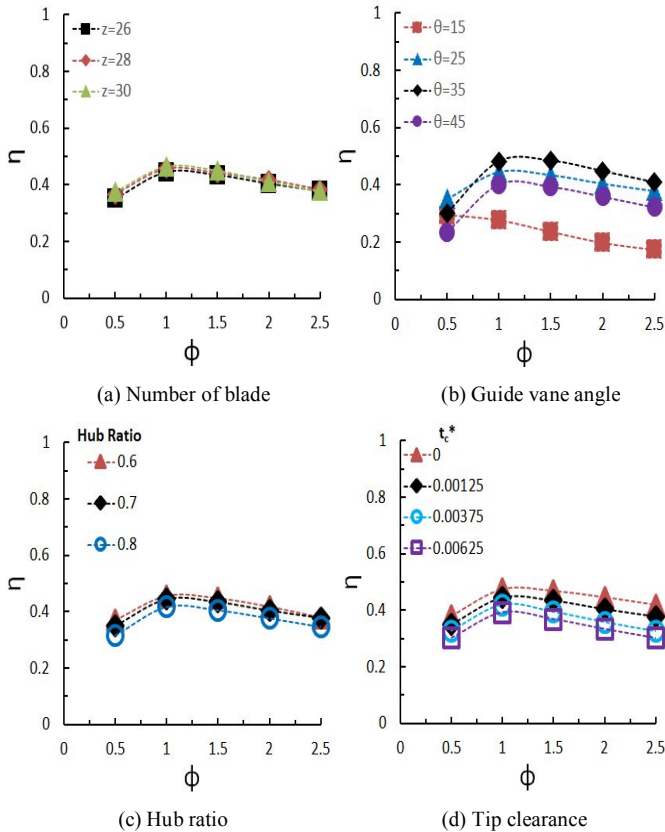 1
0.8
0.6
0.4
0.2
0
η
z=26
z=28
z=30
0 0.5 1 1.5 2 2.5
ϕ
(a) Number of blade
1
0.8
0.6
0.4
0.2
0
η
θ=15
θ=25
θ=35
θ=45
0 0.5 1 1.5 2 2.5
ϕ
(b) Guide vane angle
1
0.8
0.6
0.4
0.2
0
η
Hub Ratio
0.6
0.7
0.8
0 0.5 1 1.5 2 2.5
ϕ
(c) Hub ratio
1
0.8
0.6
0.4
0.2
0
η
tc*
0
0.00125
0.00375
0.00625
0 0.5 1 1.5 2 2.5
ϕ
(d) Tip clearance